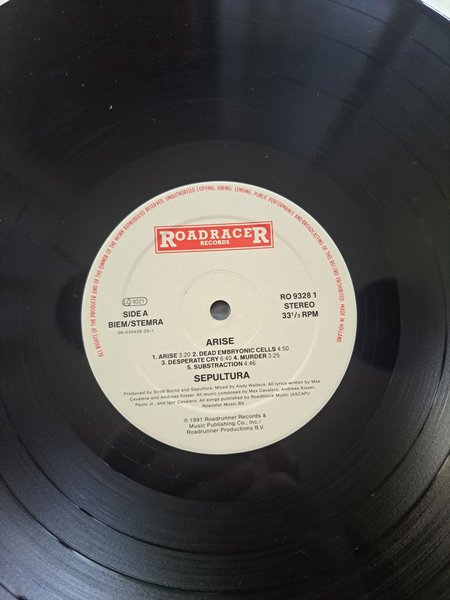 ALL RIGHTS OF THE PRODUCER AND OF THE OWNER OF THE WORK REPRODUCED RESERVED. UNAUTHORISED COPYING, HIRING, LENDING, PUBLIC PERFORMANCE AND BROADCASTING OF THIS RECORD PROHIBITED. MADE IN HOLLAND
ROADRACER
RECORDS
LC 9321
SIDE A
BIEM/STEMRA
RO 9328 1
STEREO
33 1/3 RPM
ARISE
1. ARISE 3:20 2. DEAD EMBRYONIC CELLS 4:50
3. DESPERATE CRY 6:40 4. MURDER 3:25
5. SUBSTRACTION 4:46
SEPULTURA
Produced by Scott Burns and Sepultura, Mixed by Andy Wallace. All lyrics written by Max
Cavalera and Andreas Kisser. All music composed by Max Cavalera, Andreas Kisser,
Paulo Jr., and Igor Cavalera. All songs published by Roadblock Music (ASCAP)/
Roadster Music BV.
℗ 1991 Roadrunner Records &
Music Publishing Co., Inc./
Roadrunner Productions B.V.